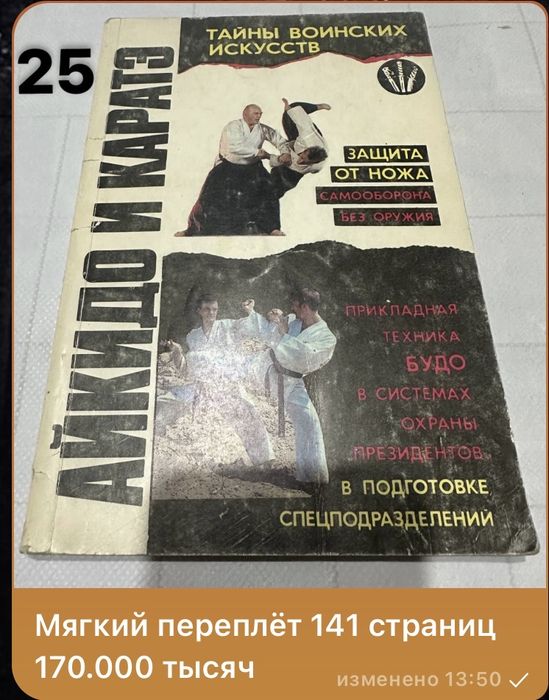 25
ТАЙНЫ ВОИНСКИХ
ИСКУССТВ
АЙКИДО И КАРАТЭ
ЗАЩИТА
ОТ НОЖА
САМООБОРОНА
БЕЗ ОРУЖИЯ
ПРИКЛАДНАЯ
ТЕХНИКА
БУДО
В СИСТЕМАХ
ОХРАНЫ
ПРЕЗИДЕНТОВ
В ПОДГОТОВКЕ
СПЕЦПОДРАЗДЕЛЕНИЙ
Мягкий переплёт 141 страниц
170.000 тысяч
изменено 13:50